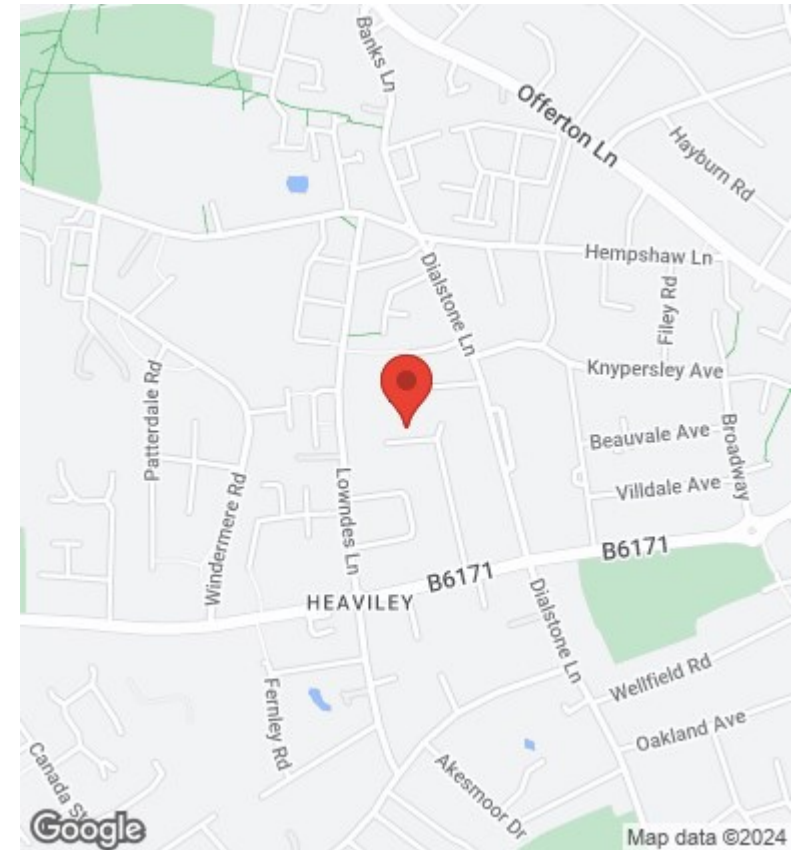 Banks Ln
Offerton Ln
Hayburn Rd
Hempshaw Ln
Dialstone Ln
Filey Rd
Knypersley Ave
Patterdale Rd
Beauvale Ave
Broadway
Windermere Rd
Lowndes Ln
Villdale Ave
B6171
B6171
HEAVILEY
Dialstone Ln
Fernley Rd
Wellfield Rd
Oakland Ave
Canada St
Akesmoor Dr
Google
Map data ©2024